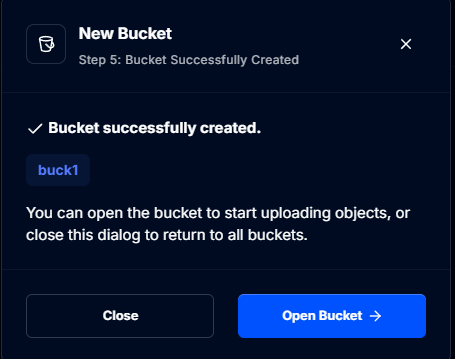 New Bucket
Step 5: Bucket Successfully Created
Bucket successfully created.
buck1
You can open the bucket to start uploading objects, or
close this dialog to return to all buckets.
Close
Open Bucket